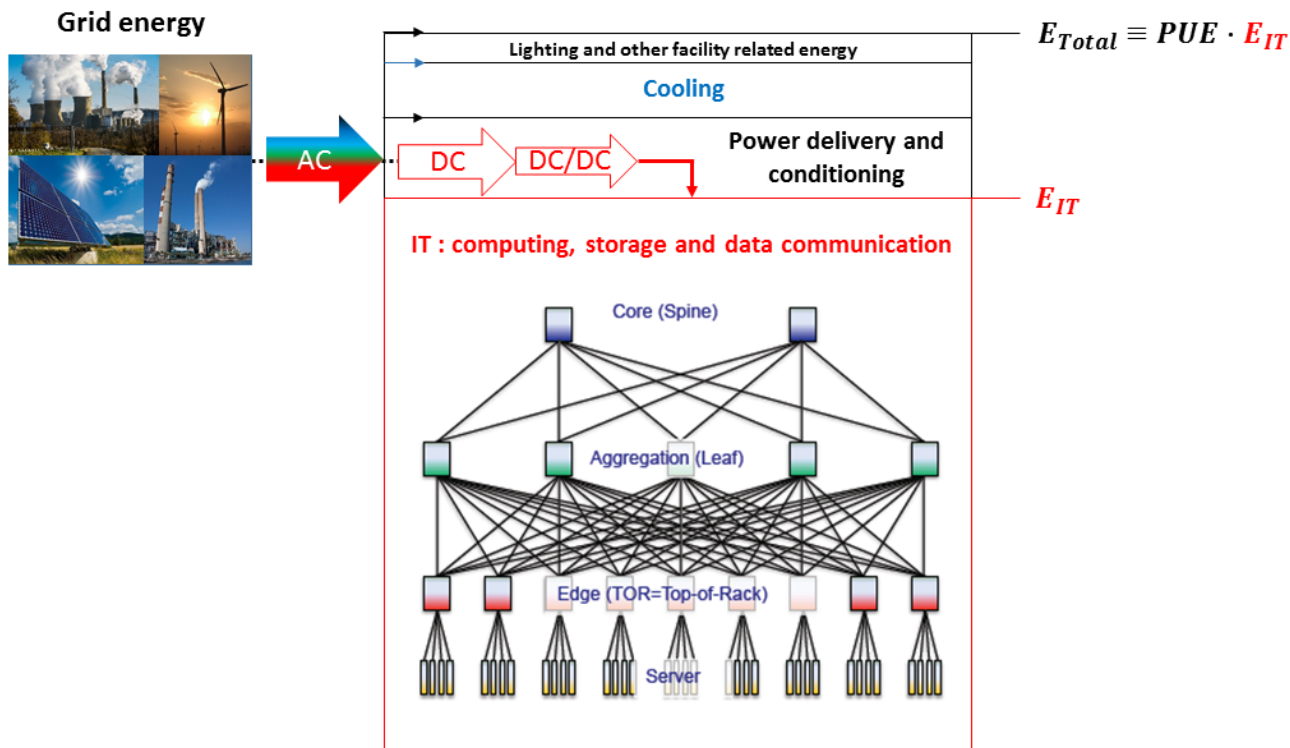 Grid energy
E_Total ≡ PUE · E_IT
Lighting and other facility related energy
Cooling
AC
DC
DC/DC
Power delivery and
conditioning
E_IT
IT : computing, storage and data communication
Core (Spine)
Aggregation (Leaf)
Edge (TOR=Top-of-Rack)
Server